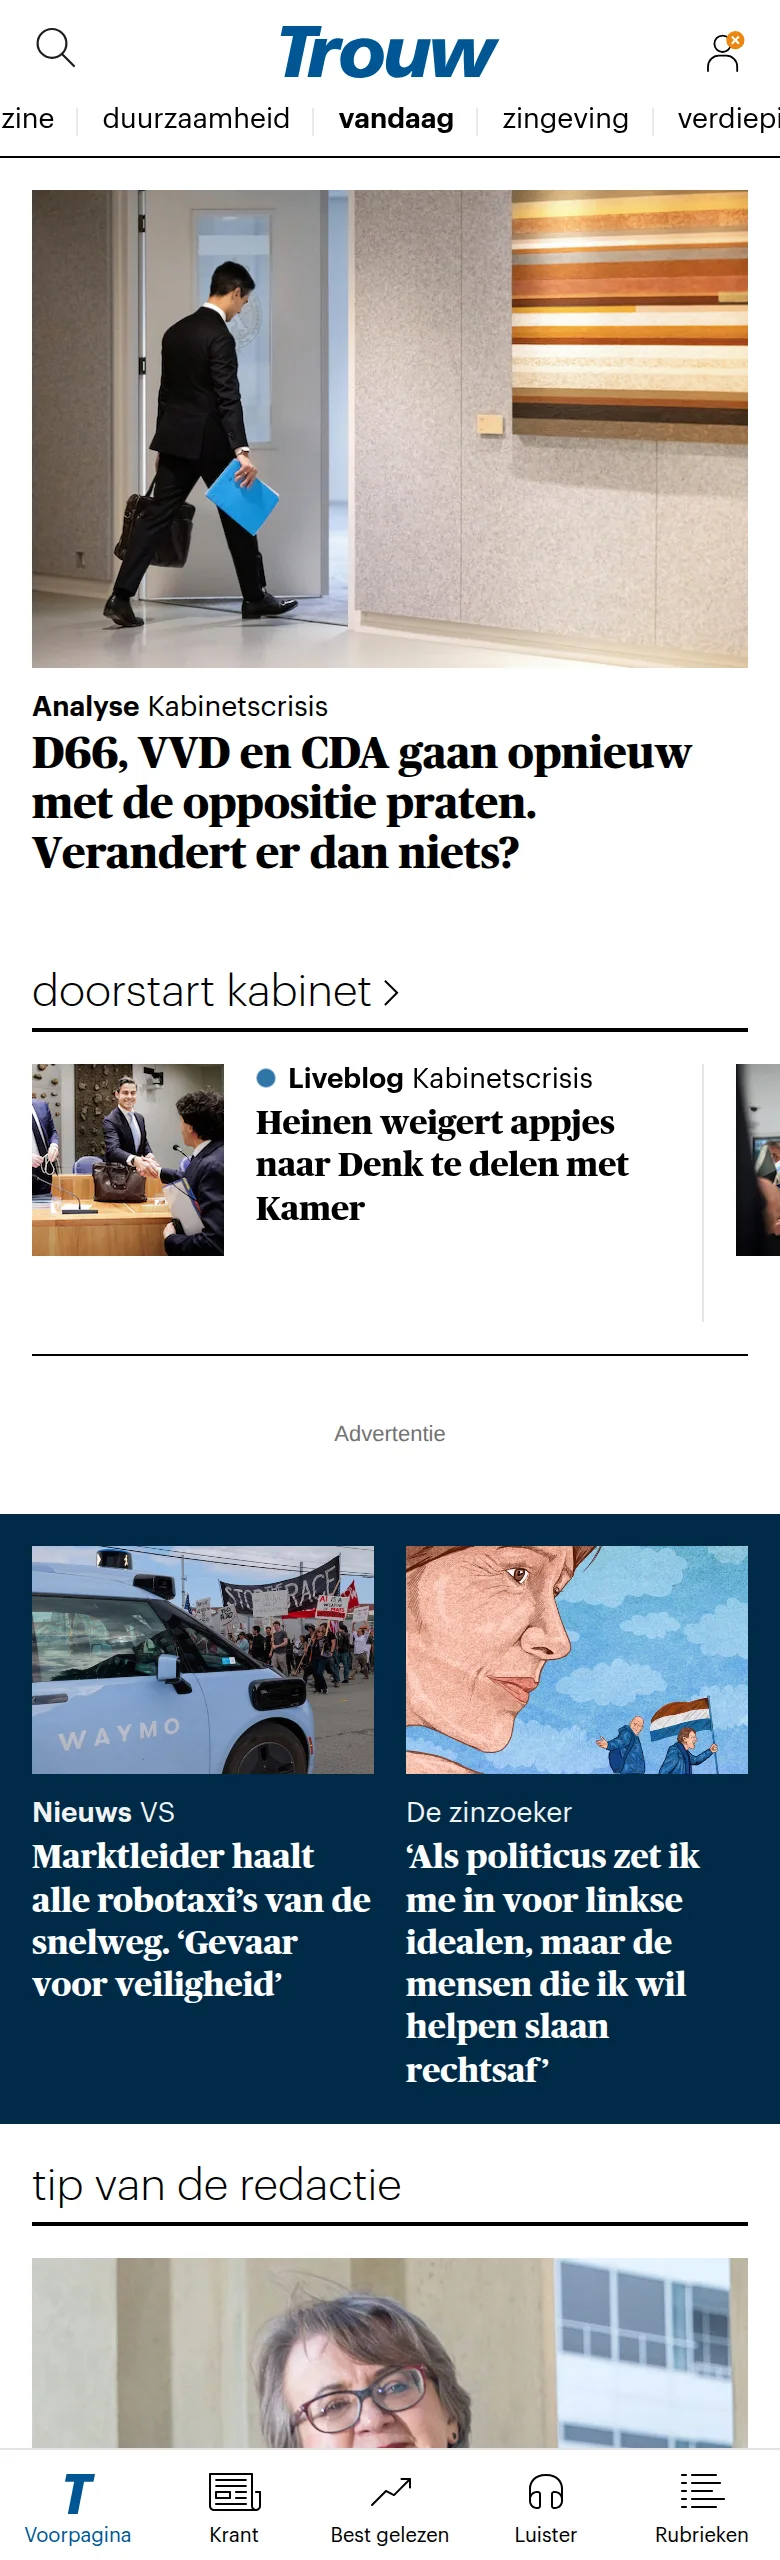 Trouw
zine duurzaamheid vandaag zingeving verdiepi
Analyse Kabinetscrisis
D66, VVD en CDA gaan opnieuw
met de oppositie praten.
Verandert er dan niets?
doorstart kabinet
Liveblog Kabinetscrisis
Heinen weigert appjes
naar Denk te delen met
Kamer
Advertentie
WAYMO
Nieuws VS
Marktleider haalt
alle robotaxi’s van de
snelweg. ‘Gevaar
voor veiligheid’
De zinzoeker
‘Als politicus zet ik
me in voor linkse
idealen, maar de
mensen die ik wil
helpen slaan
rechtsaf’
tip van de redactie
T
Voorpagina Krant Best gelezen Luister Rubrieken